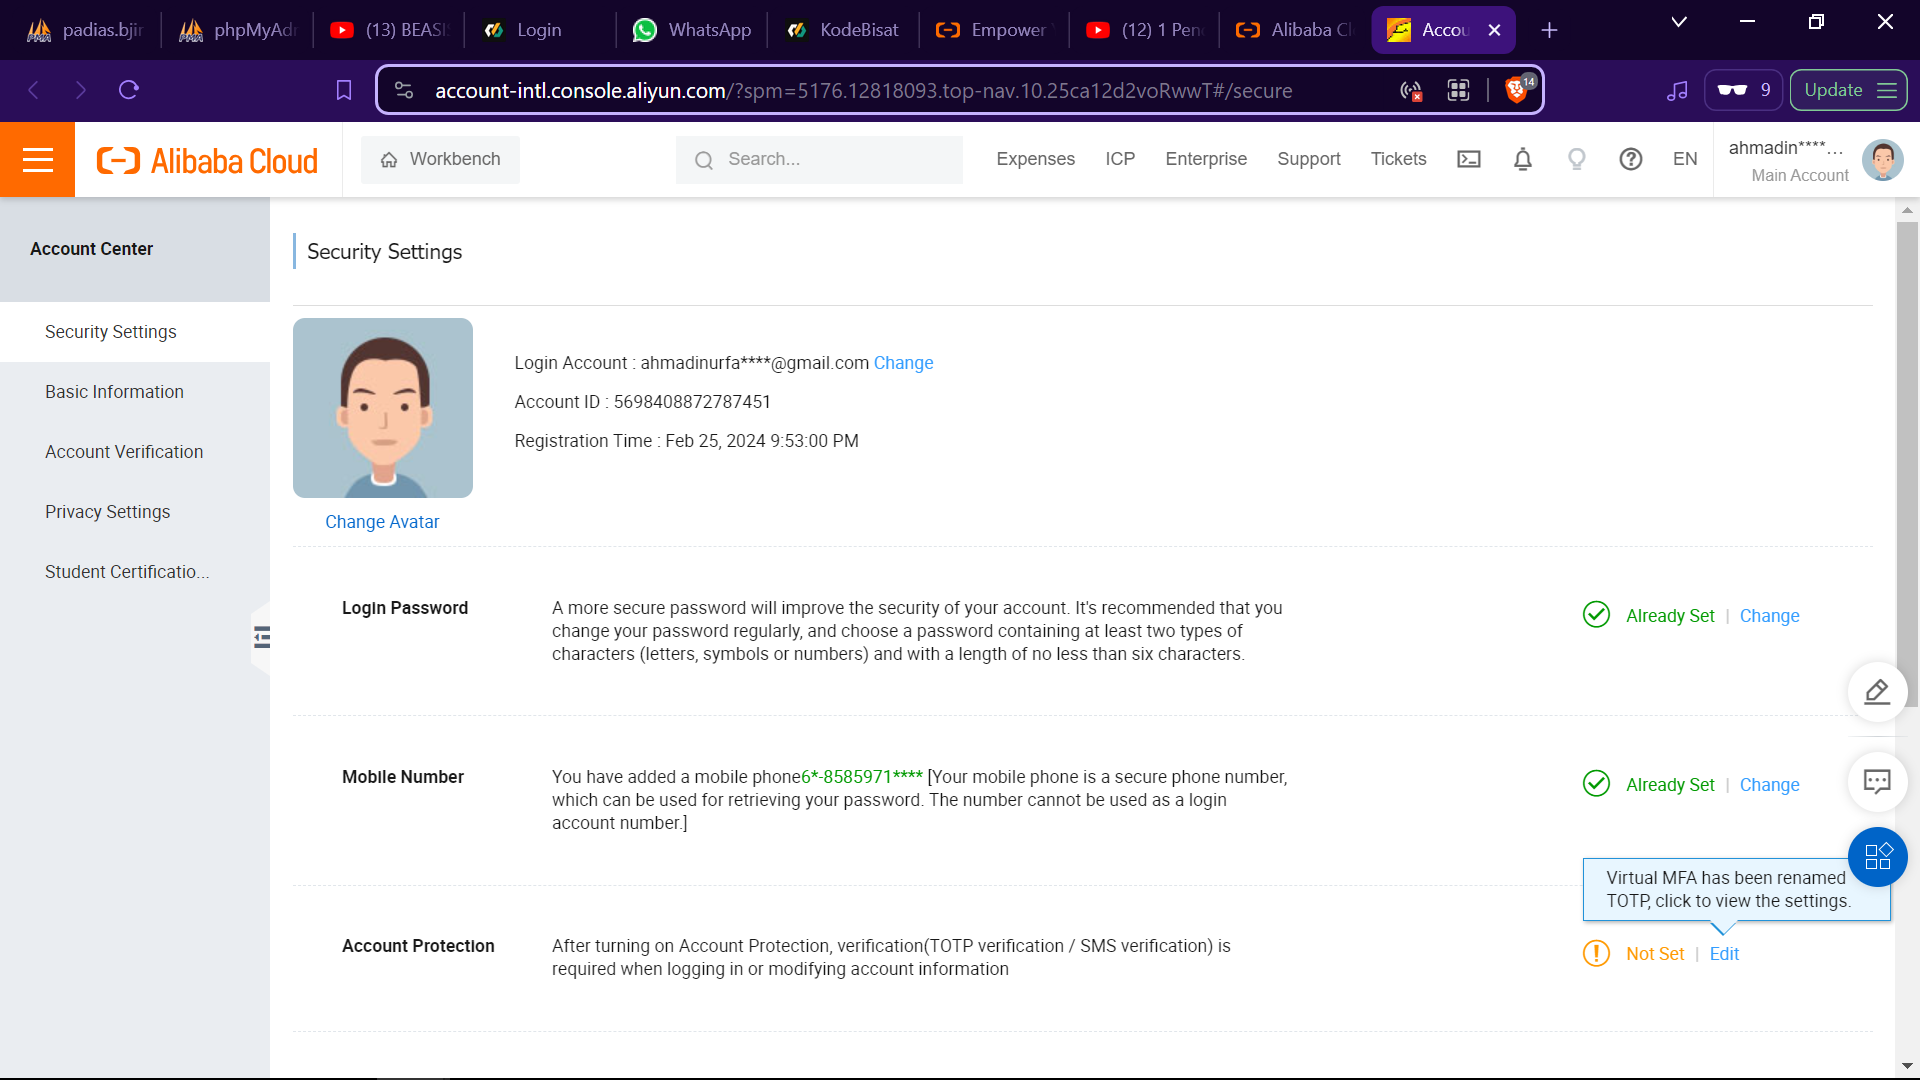 padias.bjir
phpMyAdr
(13) BEASI
Login
WhatsApp
KodeBisat
Empower
(12) 1 Pen
Alibaba Cl
Accou
account-intl.console.aliyun.com/?spm=5176.12818093.top-nav.10.25ca12d2voRwwT#/secure
14
9
Update
Alibaba Cloud
Workbench
Search...
Expenses
ICP
Enterprise
Support
Tickets
EN
ahmadin****...
Main Account
Account Center
Security Settings
Basic Information
Account Verification
Privacy Settings
Student Certificatio...
Security Settings
Login Account : ahmadinurfa****@gmail.com Change
Account ID : 5698408872787451
Registration Time : Feb 25, 2024 9:53:00 PM
Change Avatar
Login Password
A more secure password will improve the security of your account. It's recommended that you
change your password regularly, and choose a password containing at least two types of
characters (letters, symbols or numbers) and with a length of no less than six characters.
Already Set | Change
Mobile Number
You have added a mobile phone6*-8585971**** [Your mobile phone is a secure phone number,
which can be used for retrieving your password. The number cannot be used as a login
account number.]
Already Set | Change
Virtual MFA has been renamed
TOTP, click to view the settings.
Account Protection
After turning on Account Protection, verification(TOTP verification / SMS verification) is
required when logging in or modifying account information
Not Set | Edit